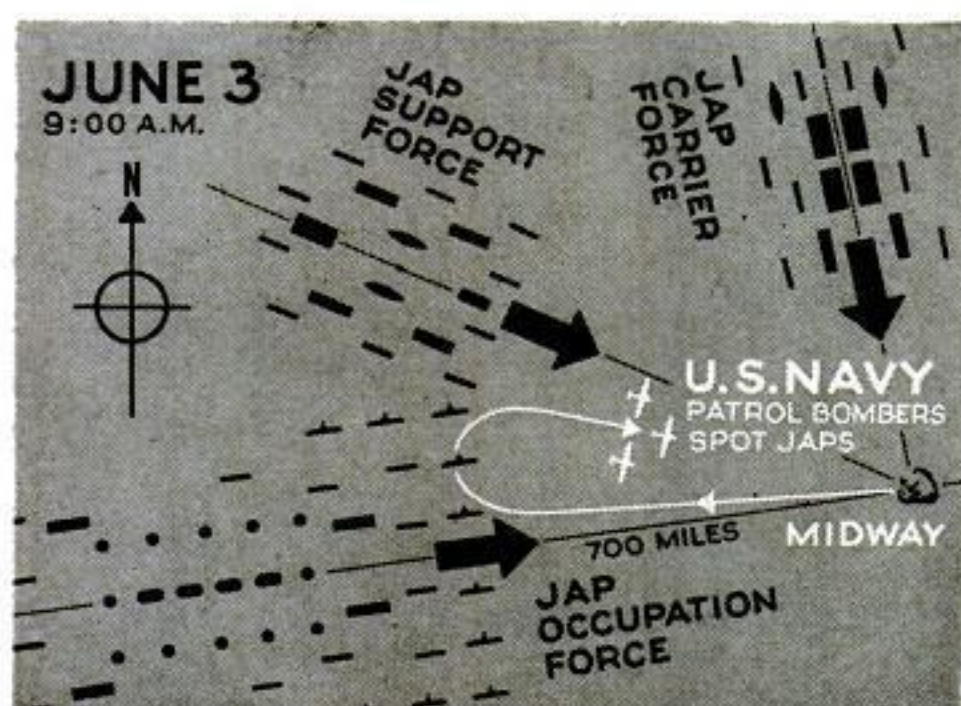 JUNE 3
9:00 A.M.
N
JAP
SUPPORT
FORCE
JAP
CARRIER
FORCE
U.S. NAVY
PATROL BOMBERS
SPOT JAPS
MIDWAY
700 MILES
JAP
OCCUPATION
FORCE